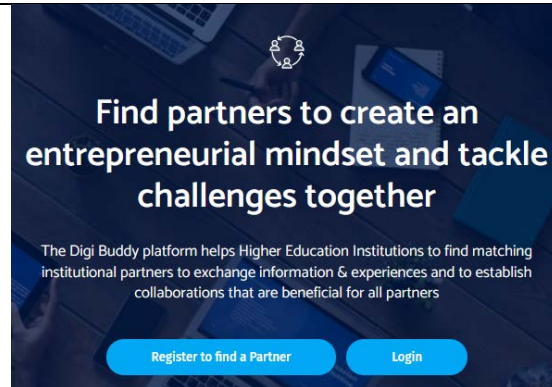 Find partners to create an
entrepreneurial mindset and tackle
challenges together
The Digi Buddy platform helps Higher Education Institutions to find matching
institutional partners to exchange information & experiences and to establish
collaborations that are beneficial for all partners
Register to find a Partner
Login